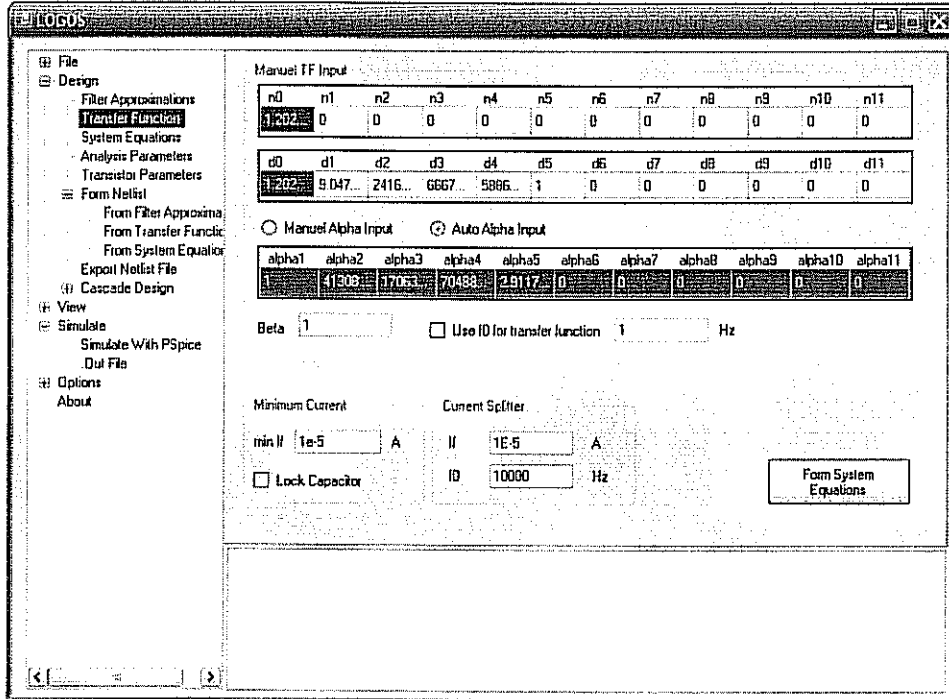 LOGOS
File
Design
Filter Approximations
Transfer Function
System Equations
Analysis Parameters
Transistor Parameters
Form Netlist
From Filter Approxima
From Transfer Functic
From System Equatior
Export Netlist File
Cascade Design
View
Simulate
Simulate With PSpice
.Out File
Options
About
Manual TF Input
n0 n1 n2 n3 n4 n5 n6 n7 n8 n9 n10 n11
1.202... 0 0 0 0 0 0 0 0 0 0 0
d0 d1 d2 d3 d4 d5 d6 d7 d8 d9 d10 d11
1.202... 9.047... 2416... 6667... 5886... 1 0 0 0 0 0 0
Manuel Alpha Input Auto Alpha Input
alpha1 alpha2 alpha3 alpha4 alpha5 alpha6 alpha7 alpha8 alpha9 alpha10 alpha11
1 41308... 17063... 70488... 2.9117... 0 0 0 0 0 0
Beta 1 Use f0 for transfer function 1 Hz
Minimum Current Current Splitter
min If 1e-5 A If 1E-5 A
Lock Capacitor f0 10000 Hz
Form System
Equations